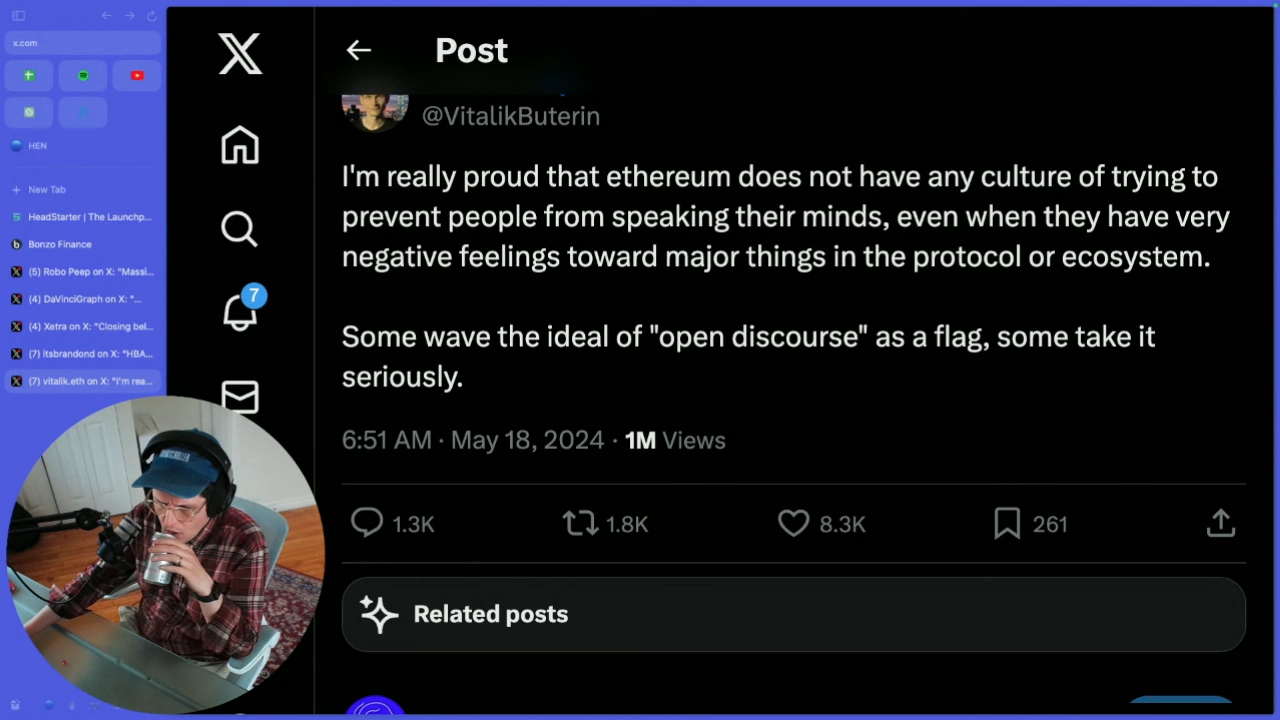 x.com
HEN
New Tab
HeadStarter | The Launchp...
Bonzo Finance
(5) Robo Peep on X: "Massi...
(4) DaVinciGraph on X: "...
(4) Xetra on X: "Closing bel...
(7) itsbrandond on X: "HBA...
(7) vitalik.eth on X: "I'm rea...
7
Post
@VitalikButerin
I'm really proud that ethereum does not have any culture of trying to
prevent people from speaking their minds, even when they have very
negative feelings toward major things in the protocol or ecosystem.
Some wave the ideal of "open discourse" as a flag, some take it
seriously.
6:51 AM · May 18, 2024 · 1M Views
1.3K
1.8K
8.3K
261
Related posts